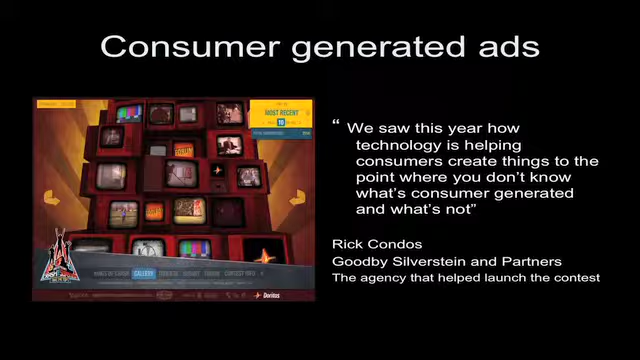 Consumer generated ads
MOST RECENT
10
“ We saw this year how
technology is helping
consumers create things to the
point where you don’t know
what’s consumer generated
and what’s not”
Rick Condos
Goodby Silverstein and Partners
The agency that helped launch the contest
GALLERY
Doritos